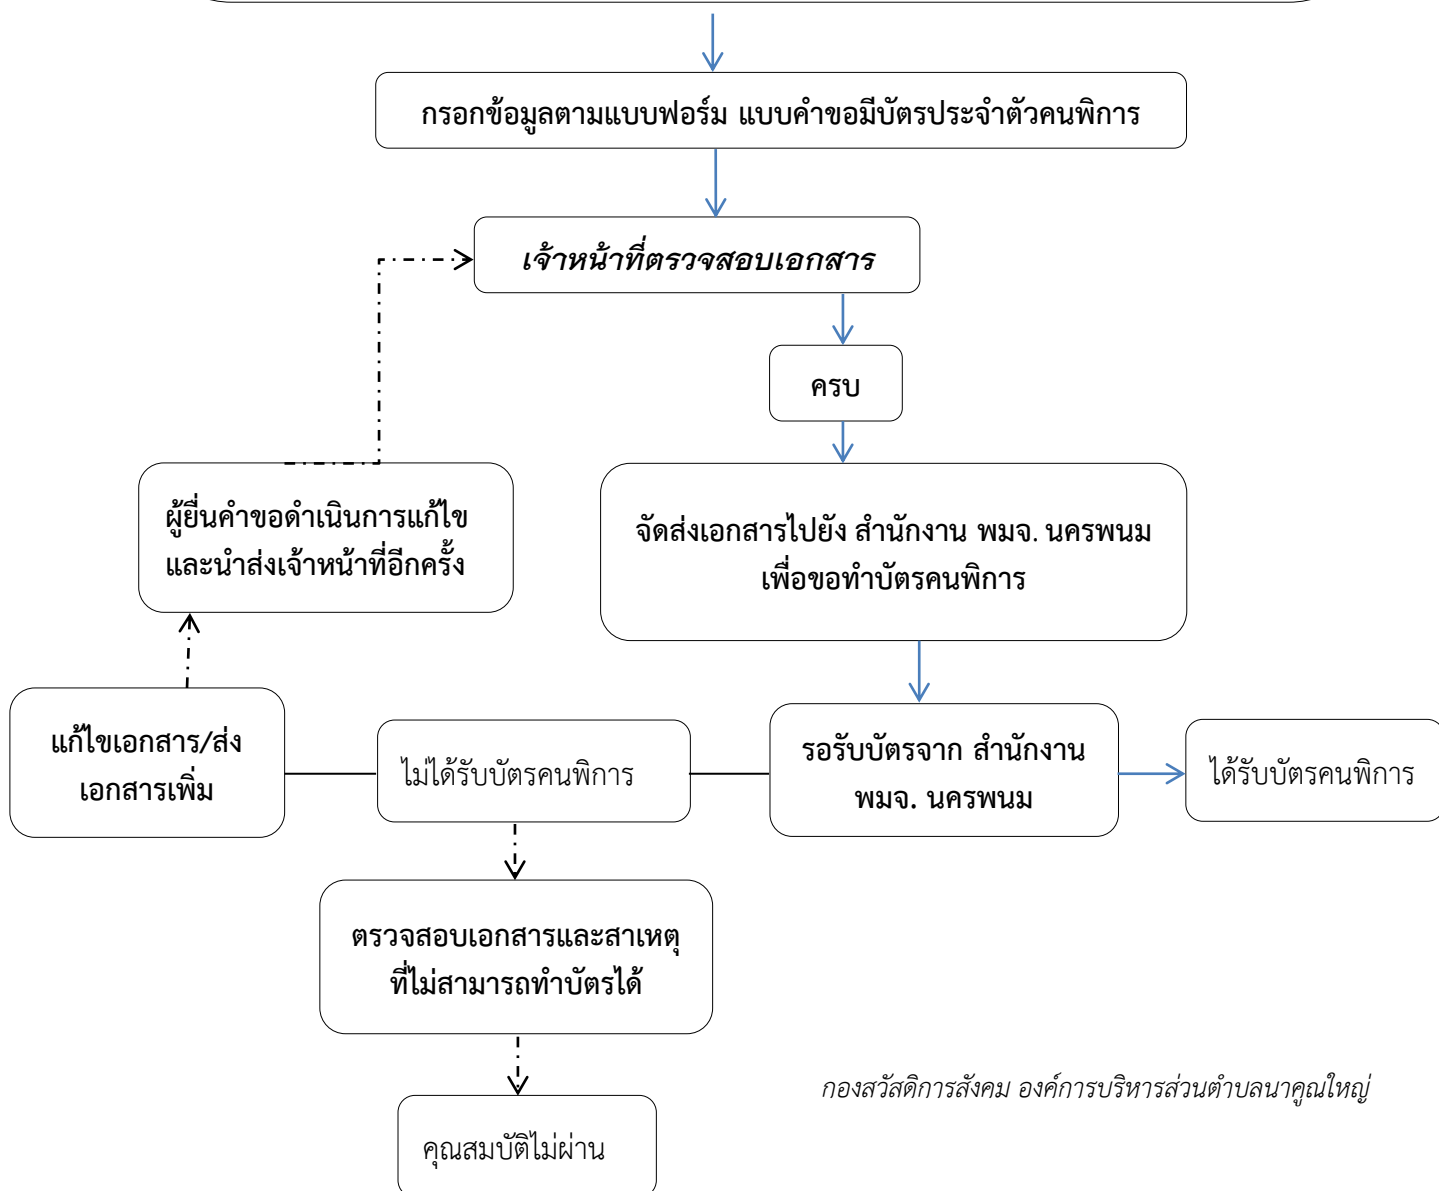 กรอกข้อมูลตามแบบฟอร์ม แบบคำขอมีบัตรประจำตัวคนพิการ
เจ้าหน้าที่ตรวจสอบเอกสาร
ครบ
ผู้ยื่นคำขอดำเนินการแก้ไข
และนำส่งเจ้าหน้าที่อีกครั้ง
จัดส่งเอกสารไปยัง สำนักงาน พมจ. นครพนม
เพื่อขอทำบัตรคนพิการ
แก้ไขเอกสาร/ส่ง
เอกสารเพิ่ม
ไม่ได้รับบัตรคนพิการ
รอรับบัตรจาก สำนักงาน
พมจ. นครพนม
ได้รับบัตรคนพิการ
ตรวจสอบเอกสารและสาเหตุ
ที่ไม่สามารถทำบัตรได้
กองสวัสดิการสังคม องค์การบริหารส่วนตำบลนาคูณใหญ่
คุณสมบัติไม่ผ่าน